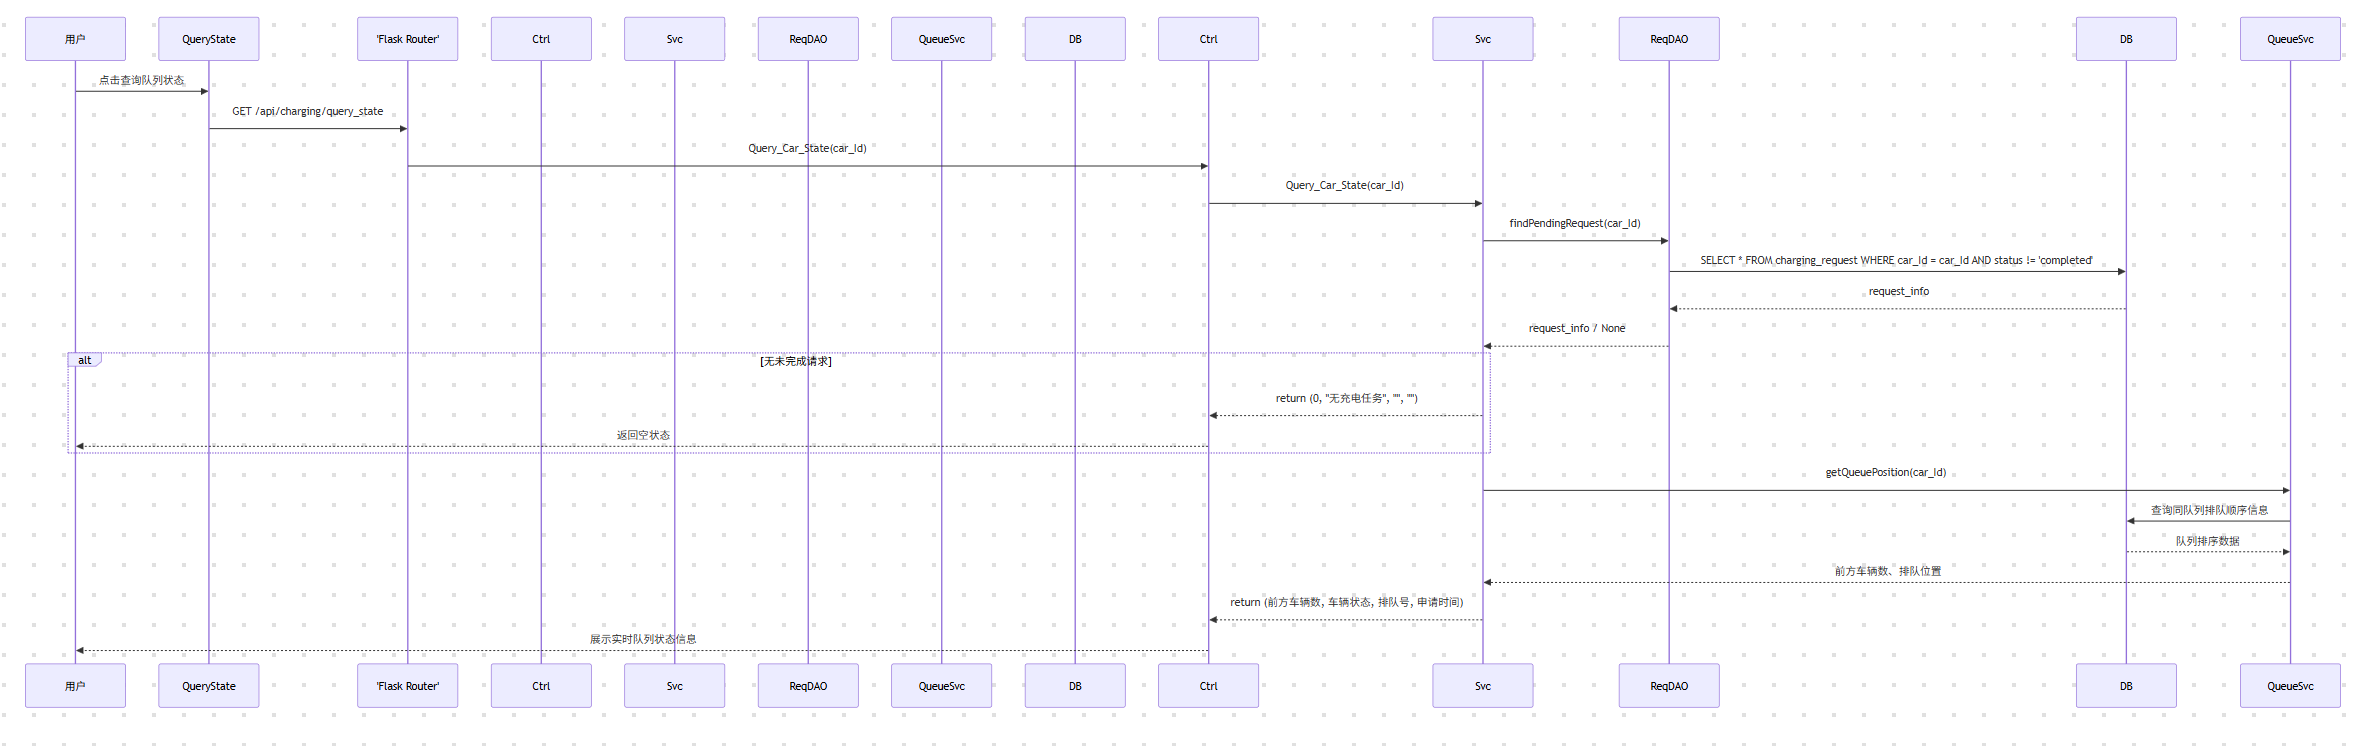 用户
QueryState
'Flask Router'
Ctrl
Svc
ReqDAO
QueueSvc
DB
Ctrl
Svc
ReqDAO
DB
QueueSvc
点击查询队列状态
GET /api/charging/query_state
Query_Car_State(car_Id)
Query_Car_State(car_Id)
findPendingRequest(car_Id)
SELECT * FROM charging_request WHERE car_Id = car_Id AND status != 'completed'
request_info
request_info / None
alt
[无未完成请求]
return (0, "无充电任务", "", "")
返回空状态
getQueuePosition(car_Id)
查询同队列排队顺序信息
队列排序数据
前方车辆数、排队位置
return (前方车辆数, 车辆状态, 排队号, 申请时间)
展示实时队列状态信息
用户
QueryState
'Flask Router'
Ctrl
Svc
ReqDAO
QueueSvc
DB
Ctrl
Svc
ReqDAO
DB
QueueSvc